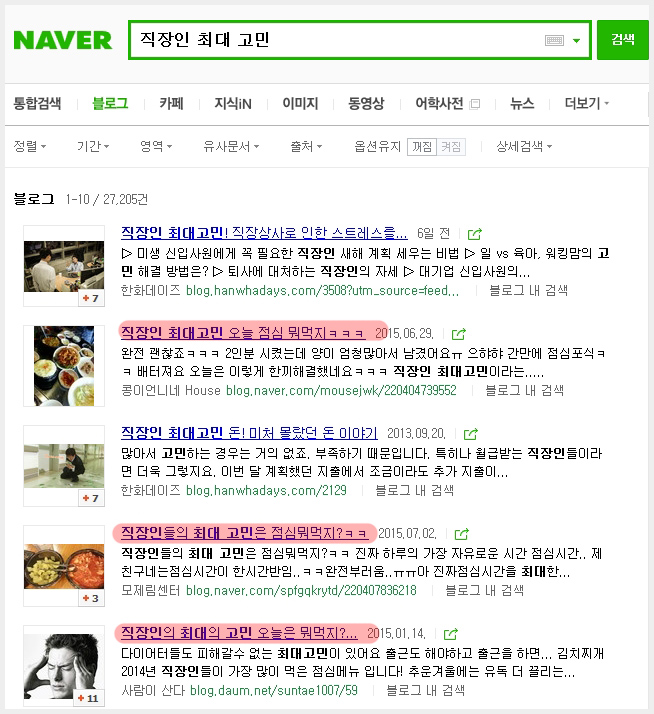 NAVER
직장인 최대 고민
검색
통합검색 블로그 카페 지식iN 이미지 동영상 어학사전 뉴스 더보기
정렬 기간 영역 유사문서 출처 옵션유지 꺼짐 켜짐 상세검색
블로그 1-10 / 27,205건
직장인 최대고민! 직장상사로 인한 스트레스를... 6일 전
▷ 미생 신입사원에게 꼭 필요한 직장인 새해 계획 세우는 비법 ▷ 일 vs 육아, 워킹맘의 고
민 해결 방법은? ▷ 퇴사에 대처하는 직장인의 자세 ▷ 대기업 신입사원의...
+ 7
한화데이즈 blog.hanwhadays.com/3508?utm_source=feed... 블로그 내 검색
직장인 최대고민 오늘 점심 뭐먹지ㅋㅋㅋ 2015.06.29.
완전 괜찮죠ㅋㅋㅋ 2인분 시켰는데 양이 엄청많아서 남겼어요ㅠ 으하햐 간만에 점심포식ㅋ
ㅋ 배터져요 오늘은 이렇게 한끼해결했네요ㅋㅋㅋ 직장인 최대고민이라는.....
콩이언니네 House blog.naver.com/mousejwk/220404739552 블로그 내 검색
직장인 최대고민 돈! 미처 몰랐던 돈 이야기 2013.09.20.
많아서 고민하는 경우는 거의 없죠. 부족하기 때문입니다. 특히나 월급받는 직장인들이라
면 더욱 그렇지요. 이번 달 계획했던 지출에서 조금이라도 추가 지출이...
+ 7
한화데이즈 blog.hanwhadays.com/2129 블로그 내 검색
직장인들의 최대 고민은 점심뭐먹지?ㅋㅋ 2015.07.02.
직장인들의 최대 고민은 점심뭐먹지?ㅋㅋ 진짜 하루의 가장 자유로운 시간 점심시간.. 제
친구네는점심시간이 한시간반임..ㅋㅋ완전부러움..ㅠㅠ아 진짜점심시간을 최대한...
+ 3
모제림센터 blog.naver.com/spfgqkrytd/220407836218 블로그 내 검색
직장인의 최대의 고민 오늘은 뭐먹지?... 2015.01.14.
다이어터들도 피해갈수 없는 최대고민이 있어요 출근도 해야하고 출근을 하면... 김치찌개
2014년 직장인들이 가장 많이 먹은 점심메뉴 입니다! 추운겨울에는 유독 더 끌리는...
+ 11
사람이 산다 blog.daum.net/suntae1007/59 블로그 내 검색